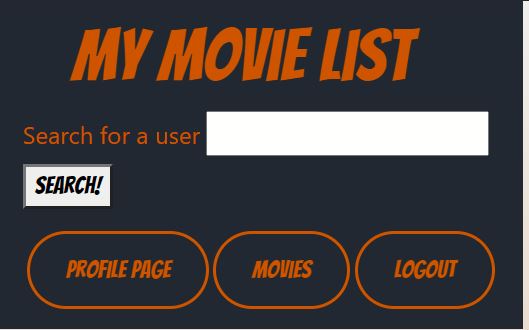 MY MOVIE LIST
Search for a user
SEARCH!
PROFILE PAGE MOVIES LOGOUT